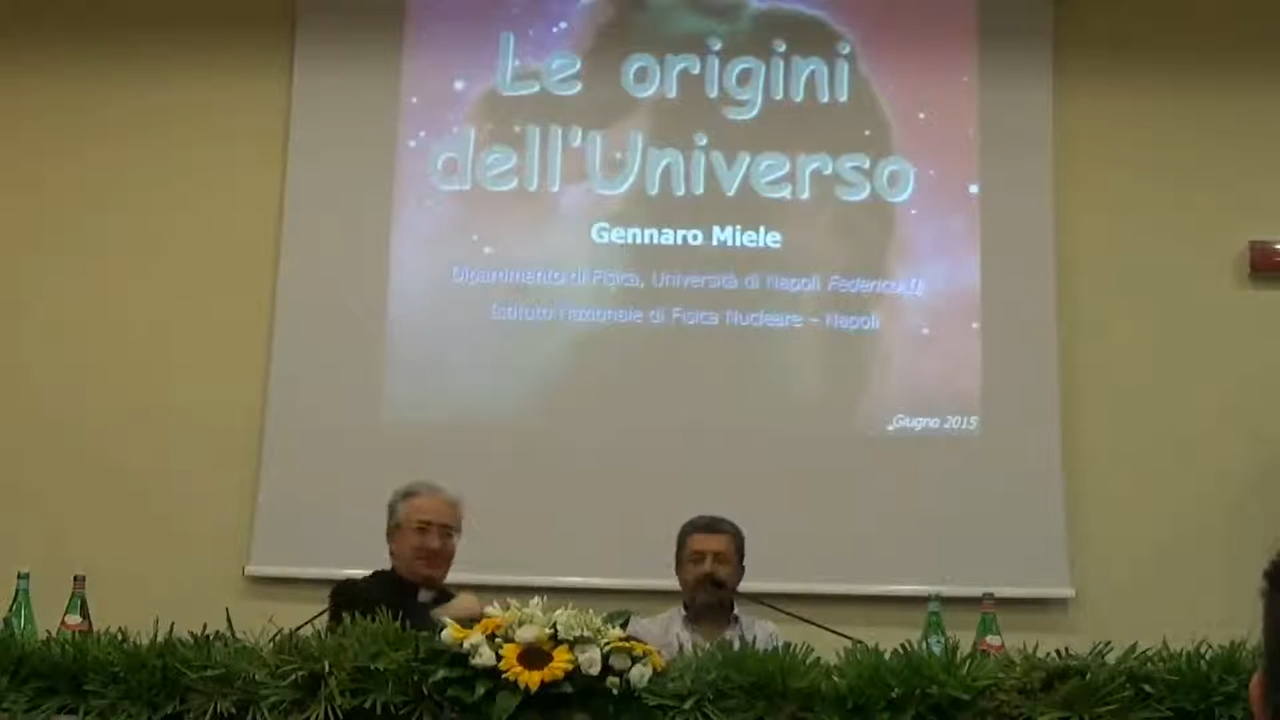 Le origini
dell'Universo
Gennaro Miele
Dipartimento di Fisica, Università di Napoli Federico II
Istituto Nazionale di Fisica Nucleare – Napoli
Giugno 2015